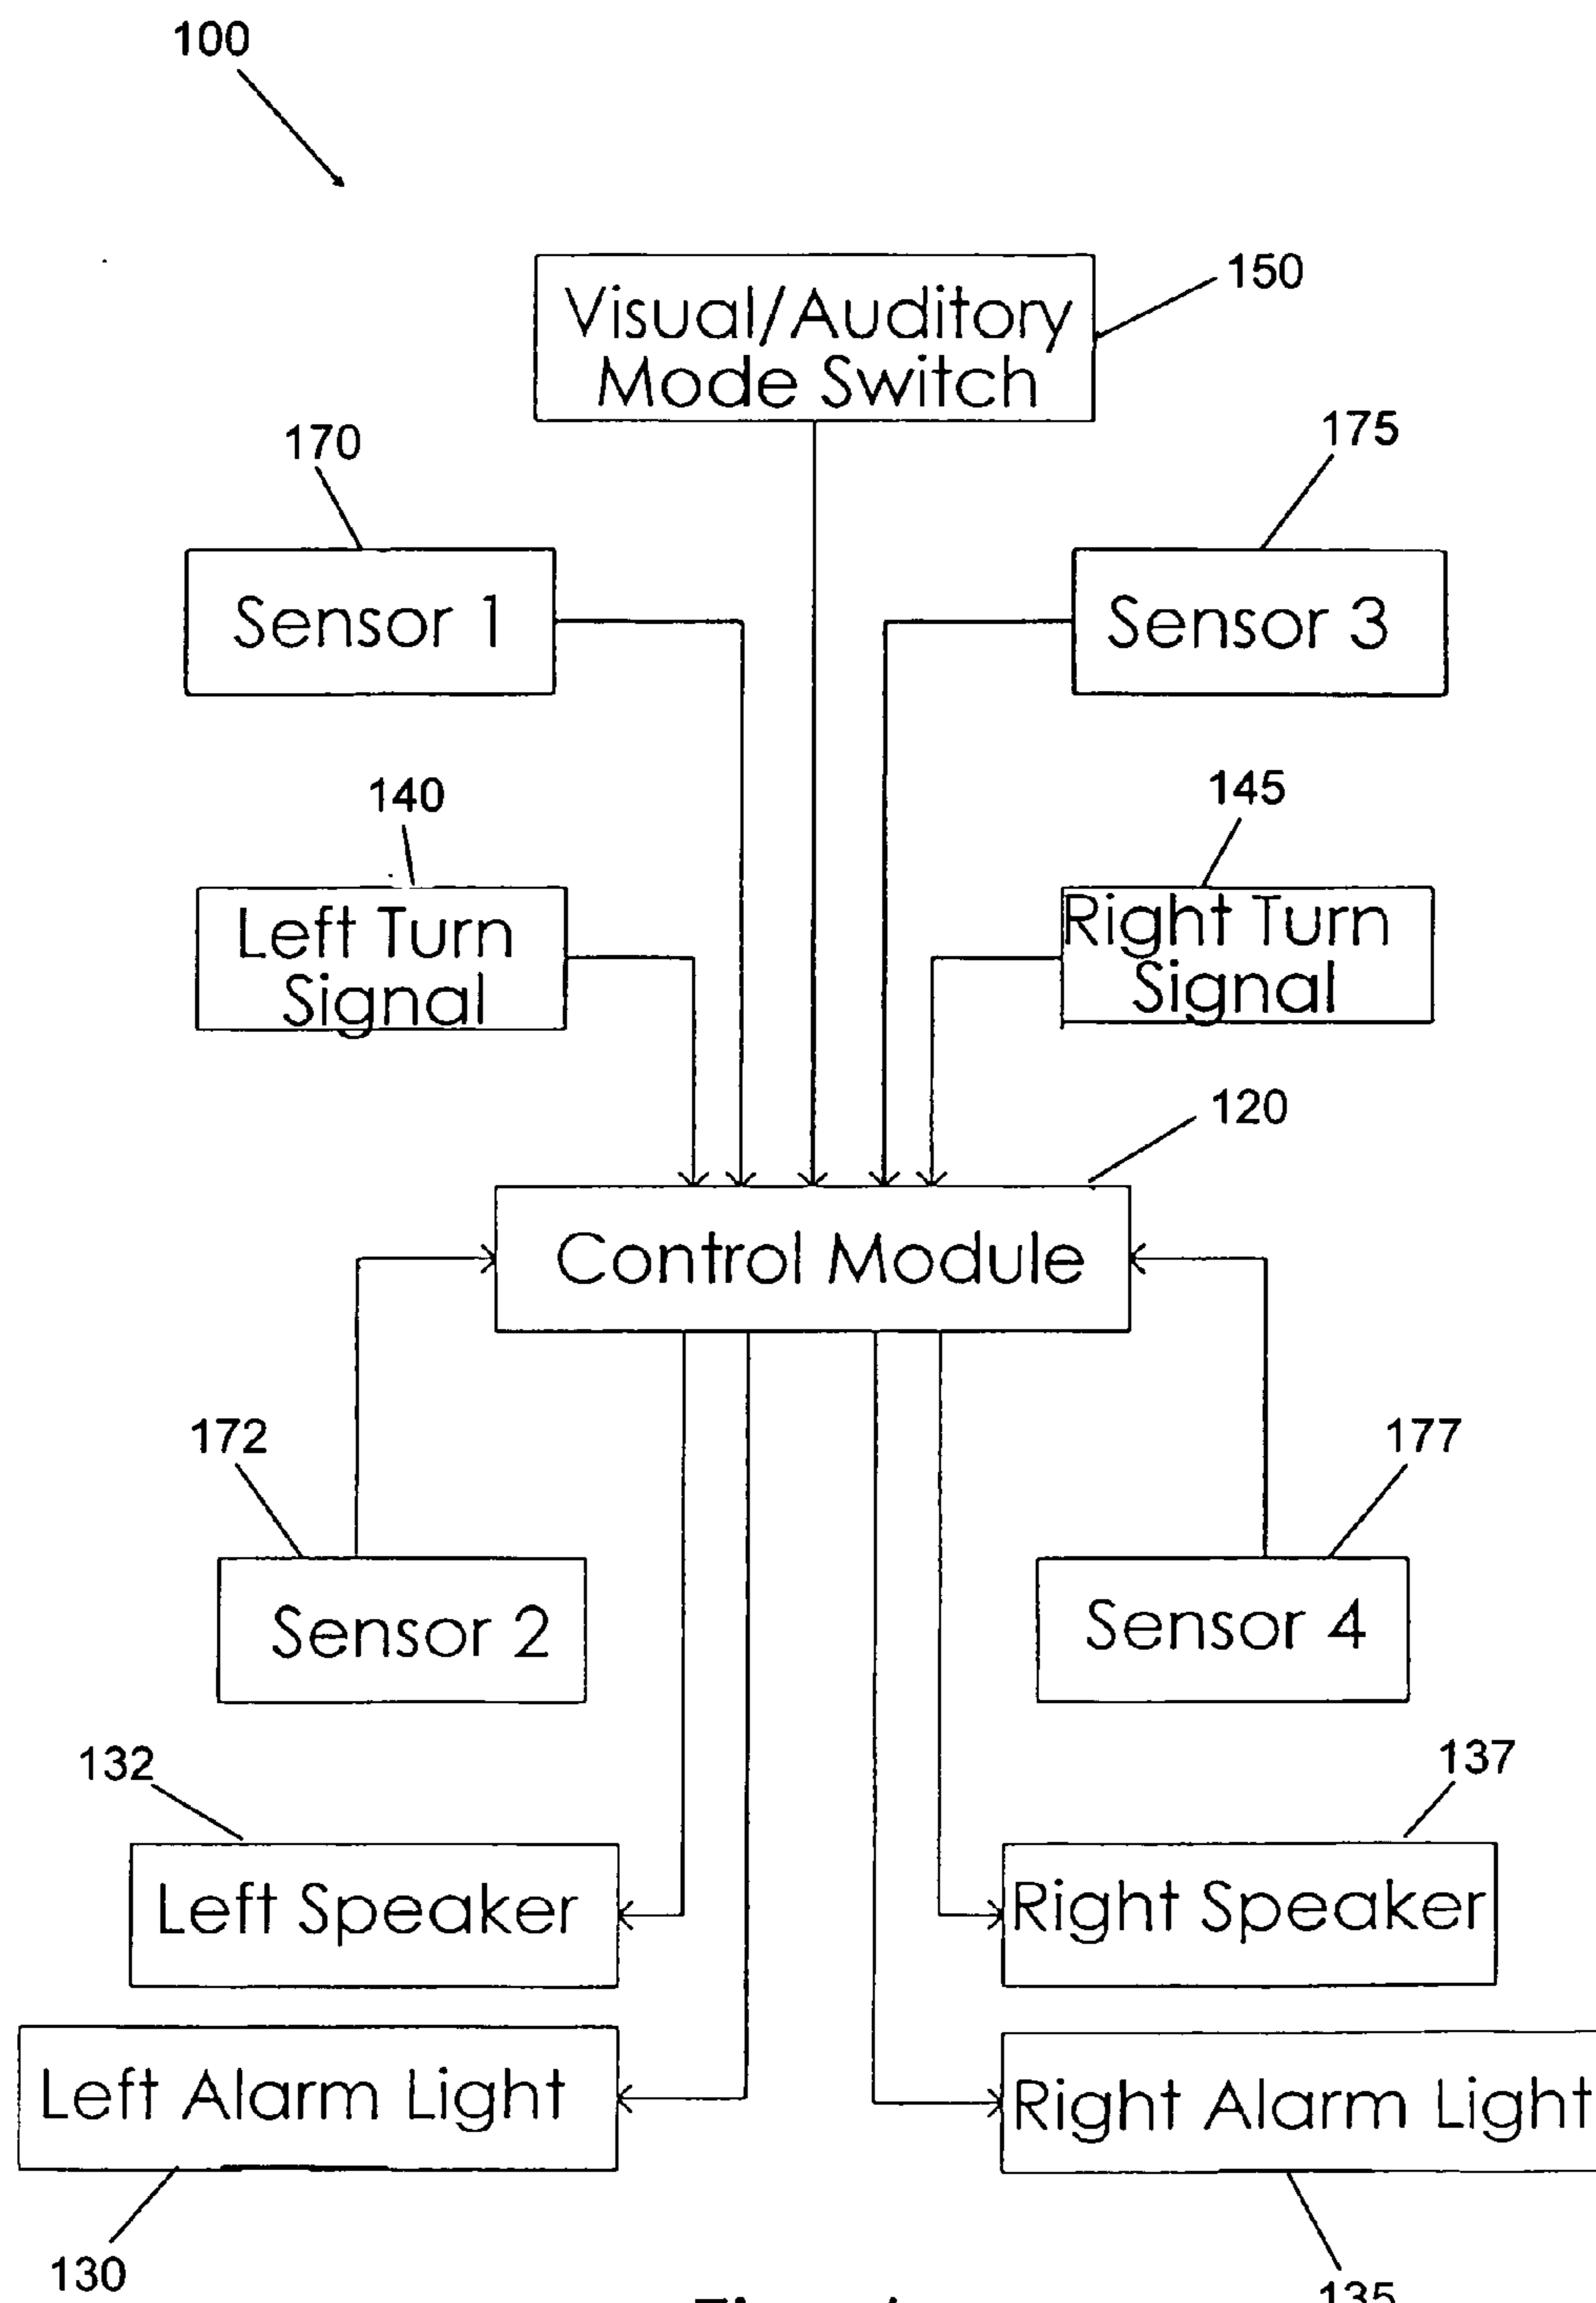 100
Visual/Auditory
Mode Switch
150
170
175
Sensor 1
Sensor 3
140
145
Left Turn
Signal
Right Turn
Signal
120
Control Module
172
177
Sensor 2
Sensor 4
132
137
Left Speaker
Right Speaker
Left Alarm Light
Right Alarm Light
130
135